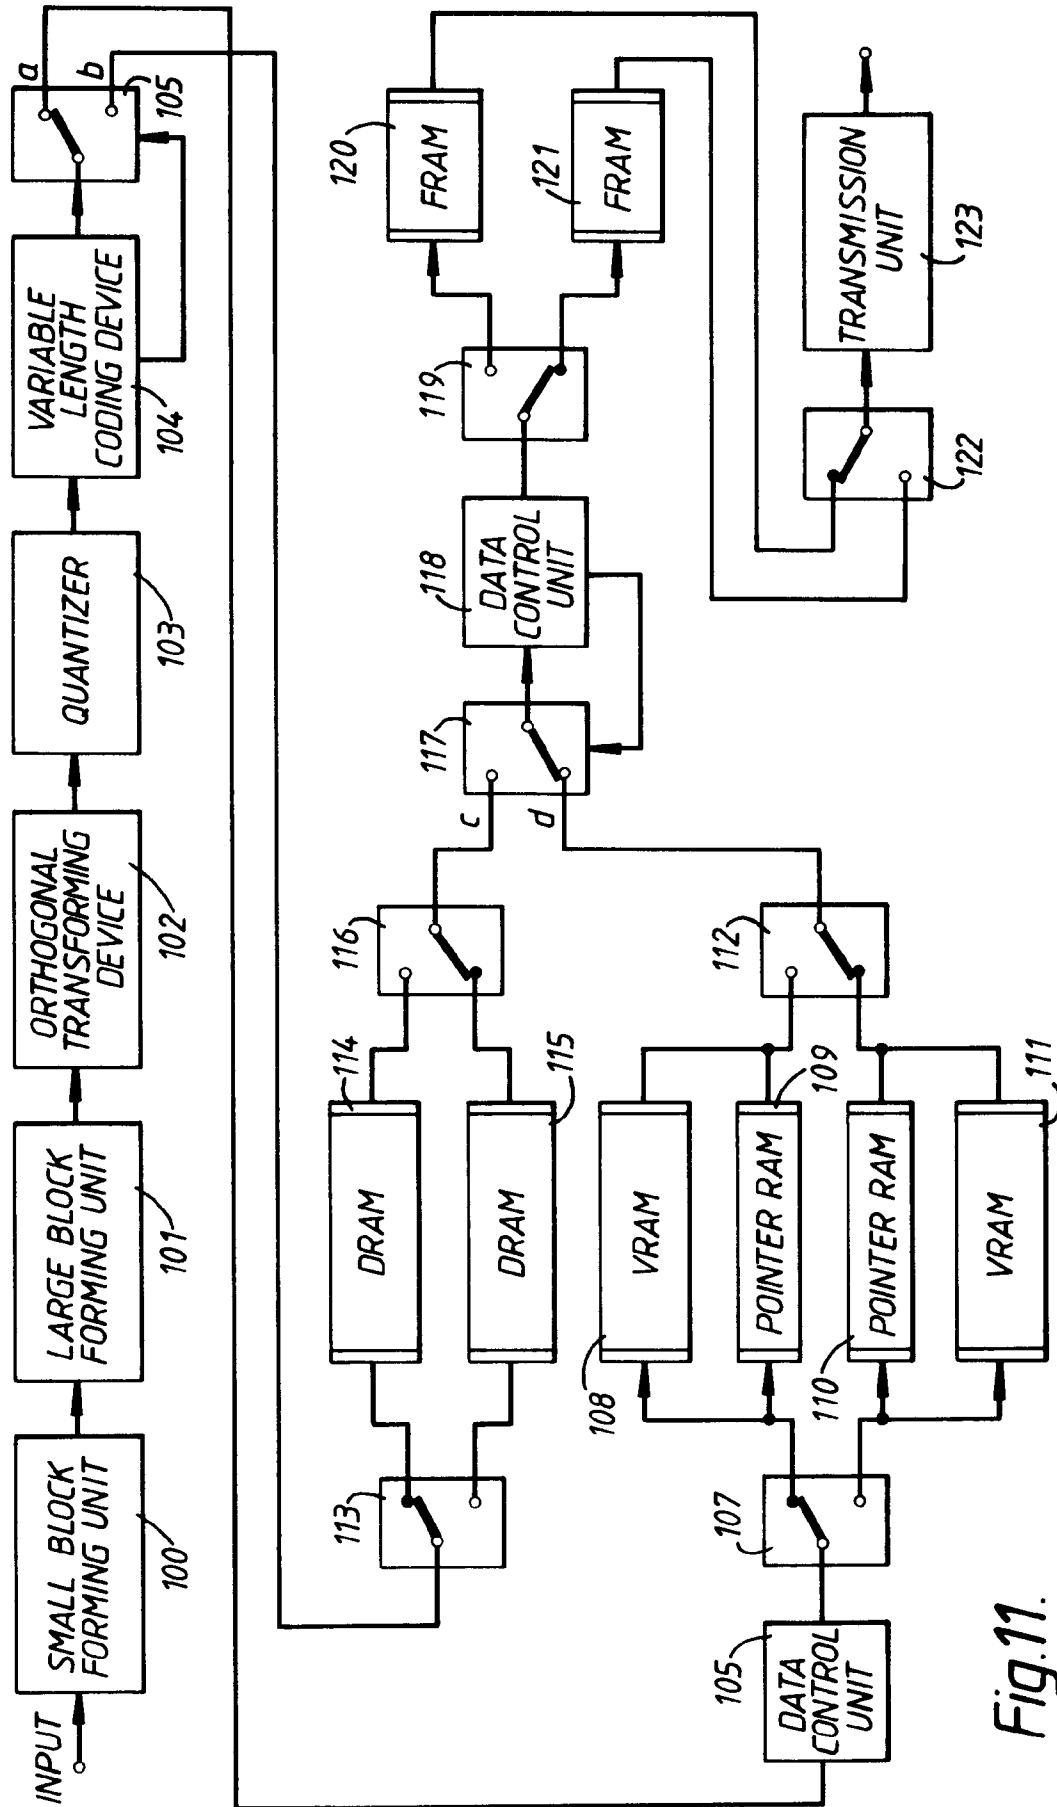 INPUT
SMALL BLOCK
FORMING UNIT
100
LARGE BLOCK
FORMING UNIT
101
ORTHOGONAL
TRANSFORMING
DEVICE
102
QUANTIZER
103
VARIABLE
LENGTH
CODING DEVICE
104
a
b
105
113
DRAM
114
DRAM
115
116
c
d
117
118
DATA
CONTROL
UNIT
119
120
FRAM
121
FRAM
105
DATA
CONTROL
UNIT
107
108
VRAM
POINTER RAM
109
110
POINTER RAM
VRAM
111
112
122
TRANSMISSION
UNIT
123
Fig.11.